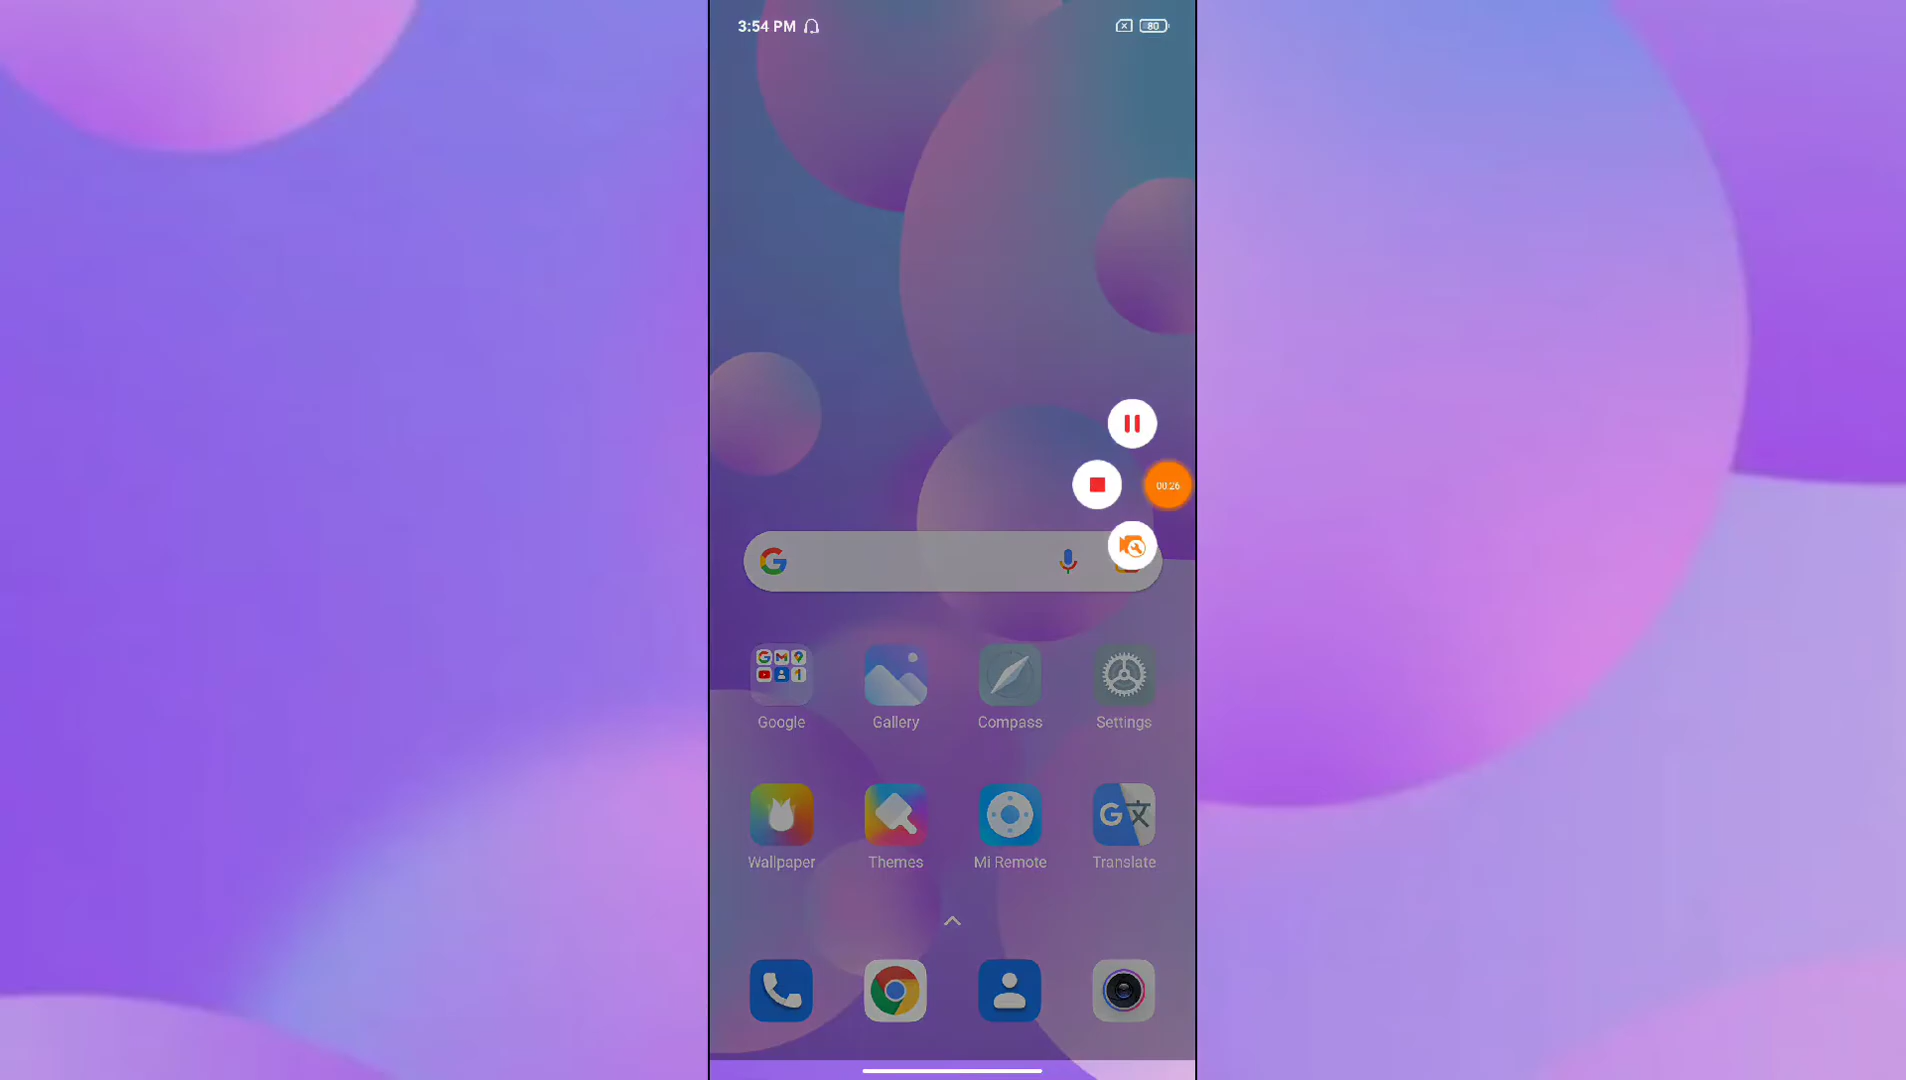 3:54 PM
80
00:26
Google
Gallery
Compass
Settings
Wallpaper
Themes
Mi Remote
Translate